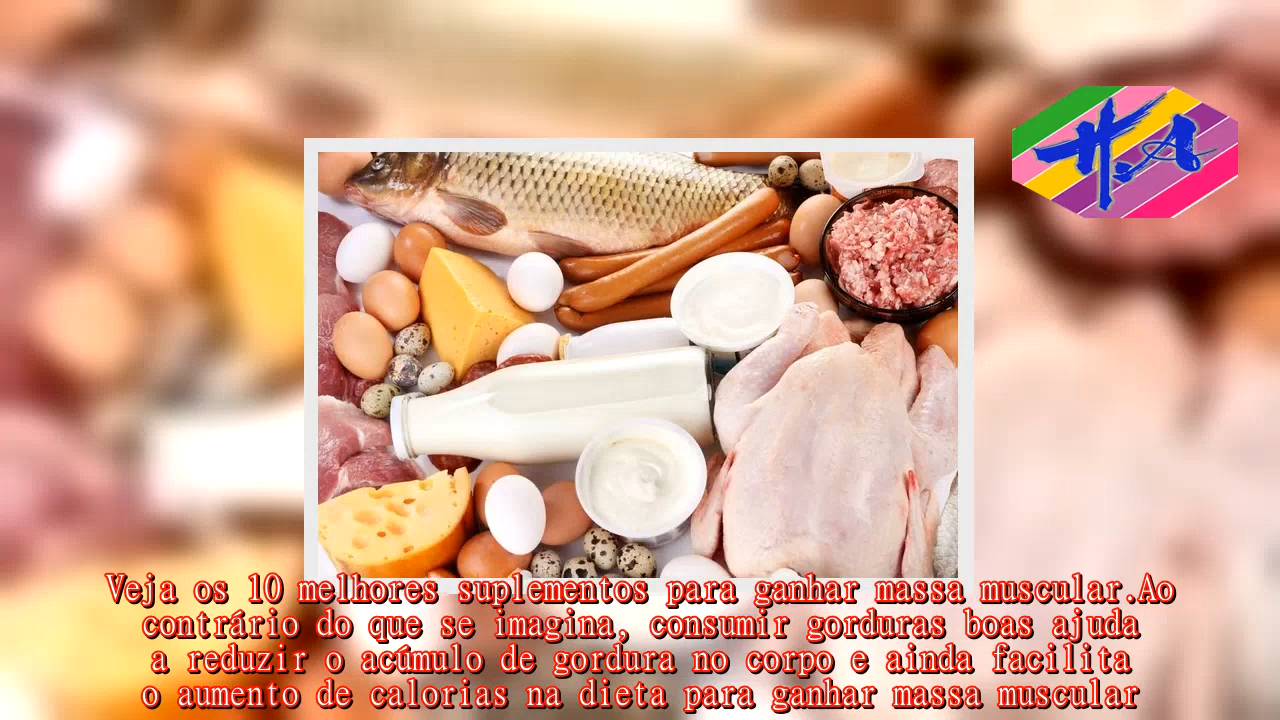 H.A
Veja os 10 melhores suplementos para ganhar massa muscular.Ao
contrário do que se imagina, consumir gorduras boas ajuda
a reduzir o acúmulo de gordura no corpo e ainda facilita
o aumento de calorias na dieta para ganhar massa muscular